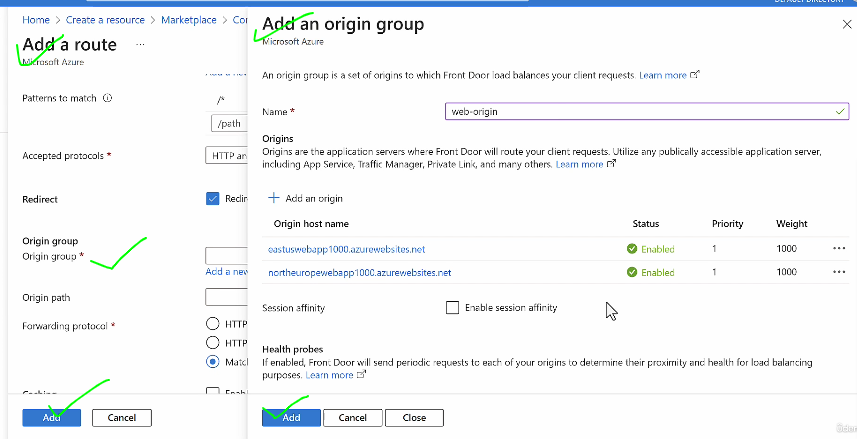 DEFAULT DIRECTORY
Home > Create a resource > Marketplace >
Add a route ...
Microsoft Azure
Patterns to match
/*
/path
Accepted protocols *
HTTP an
Redirect
Redire
Origin group
Origin group *
Add a new
Origin path
Forwarding protocol *
HTTP
HTTP
Match
Caching
Enabl
Add
Cancel
Add an origin group
Microsoft Azure
An origin group is a set of origins to which Front Door load balances your client requests. Learn more
Name *
web-origin
Origins
Origins are the application servers where Front Door will route your client requests. Utilize any publically accessible application server,
including App Service, Traffic Manager, Private Link, and many others. Learn more
+ Add an origin
Origin host name Status Priority Weight
eastuswebapp1000.azurewebsites.net Enabled 1 1000 ...
northeuropewebapp1000.azurewebsites.net Enabled 1 1000 ...
Session affinity
Enable session affinity
Health probes
If enabled, Front Door will send periodic requests to each of your origins to determine their proximity and health for load balancing
purposes. Learn more
Add
Cancel
Close